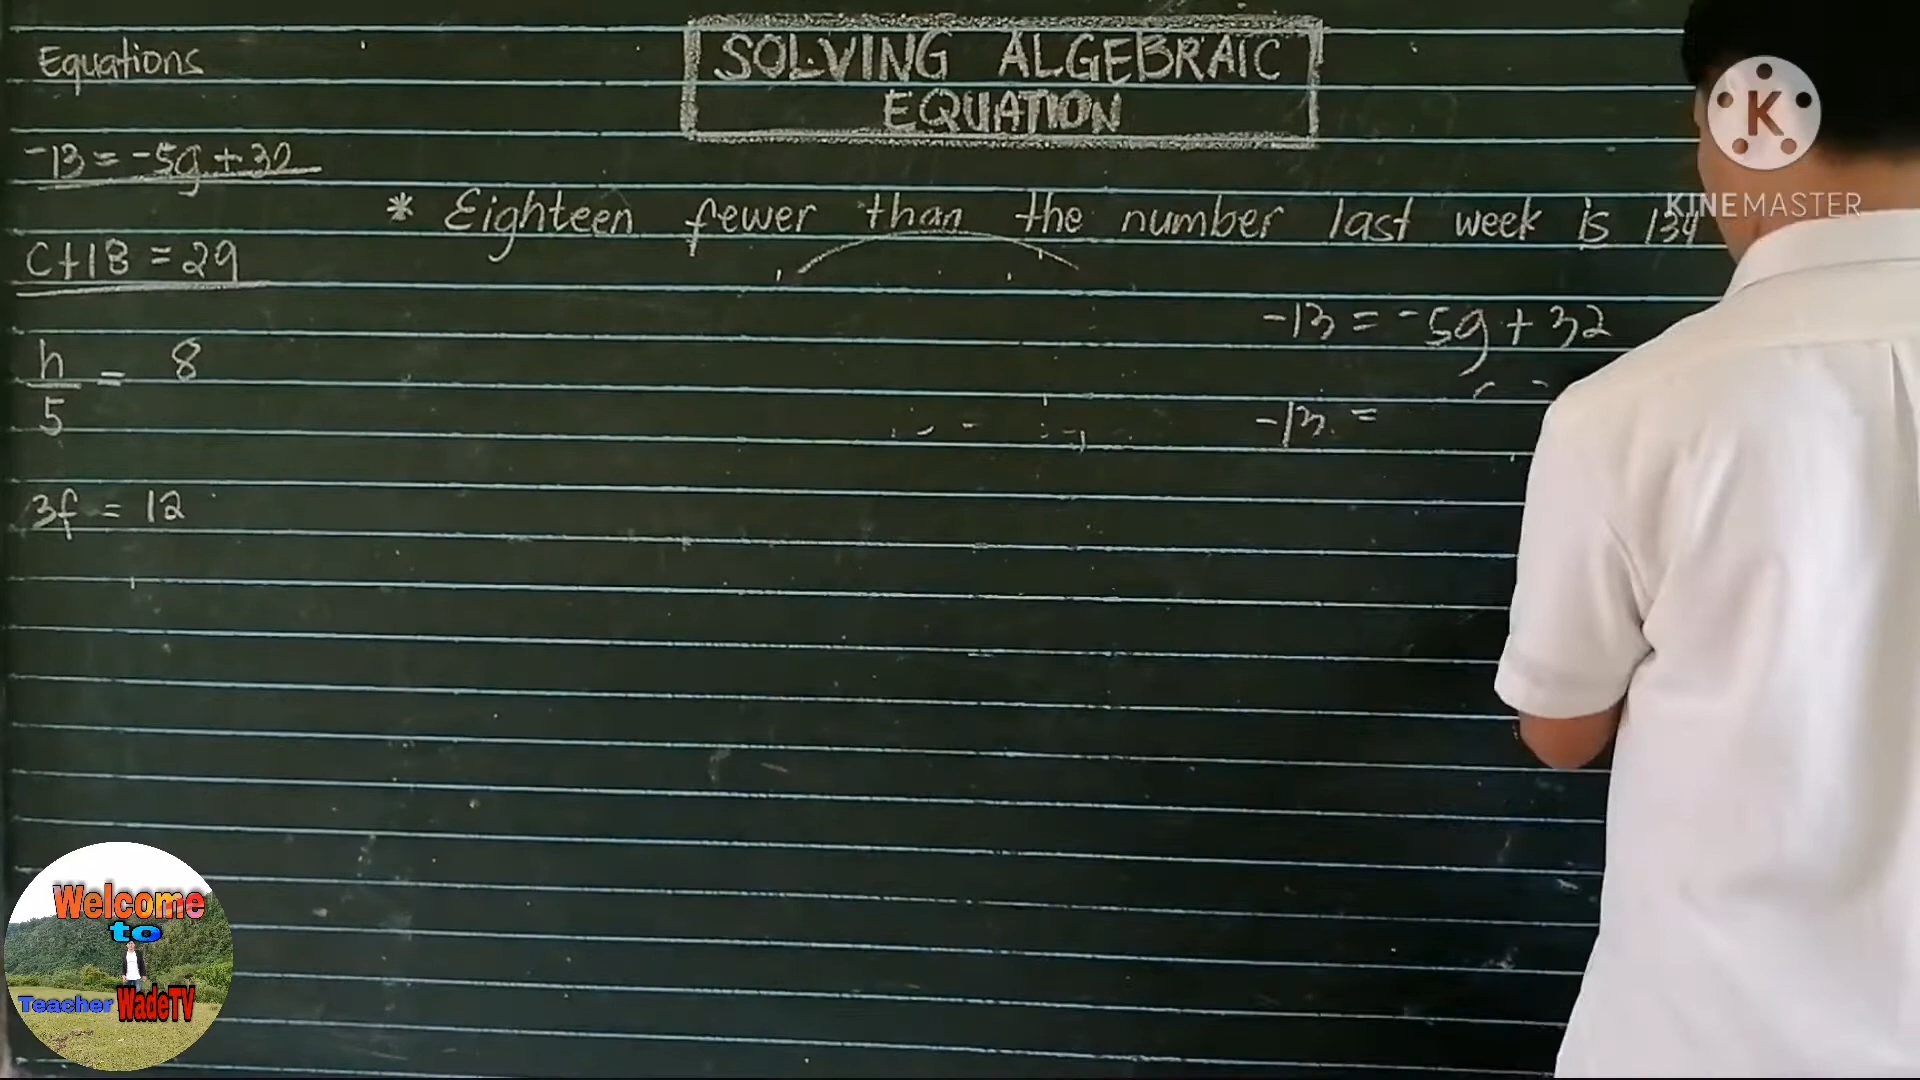 Equations
SOLVING ALGEBRAIC
EQUATION
-13 = -5g + 32
* Eighteen fewer than the number last week is 134
c+18 = 29
-13 = -5g + 32
h/5 = 8
-13 =
3f = 12
K
KINEMASTER
Welcome
to
Teacher WadeTV